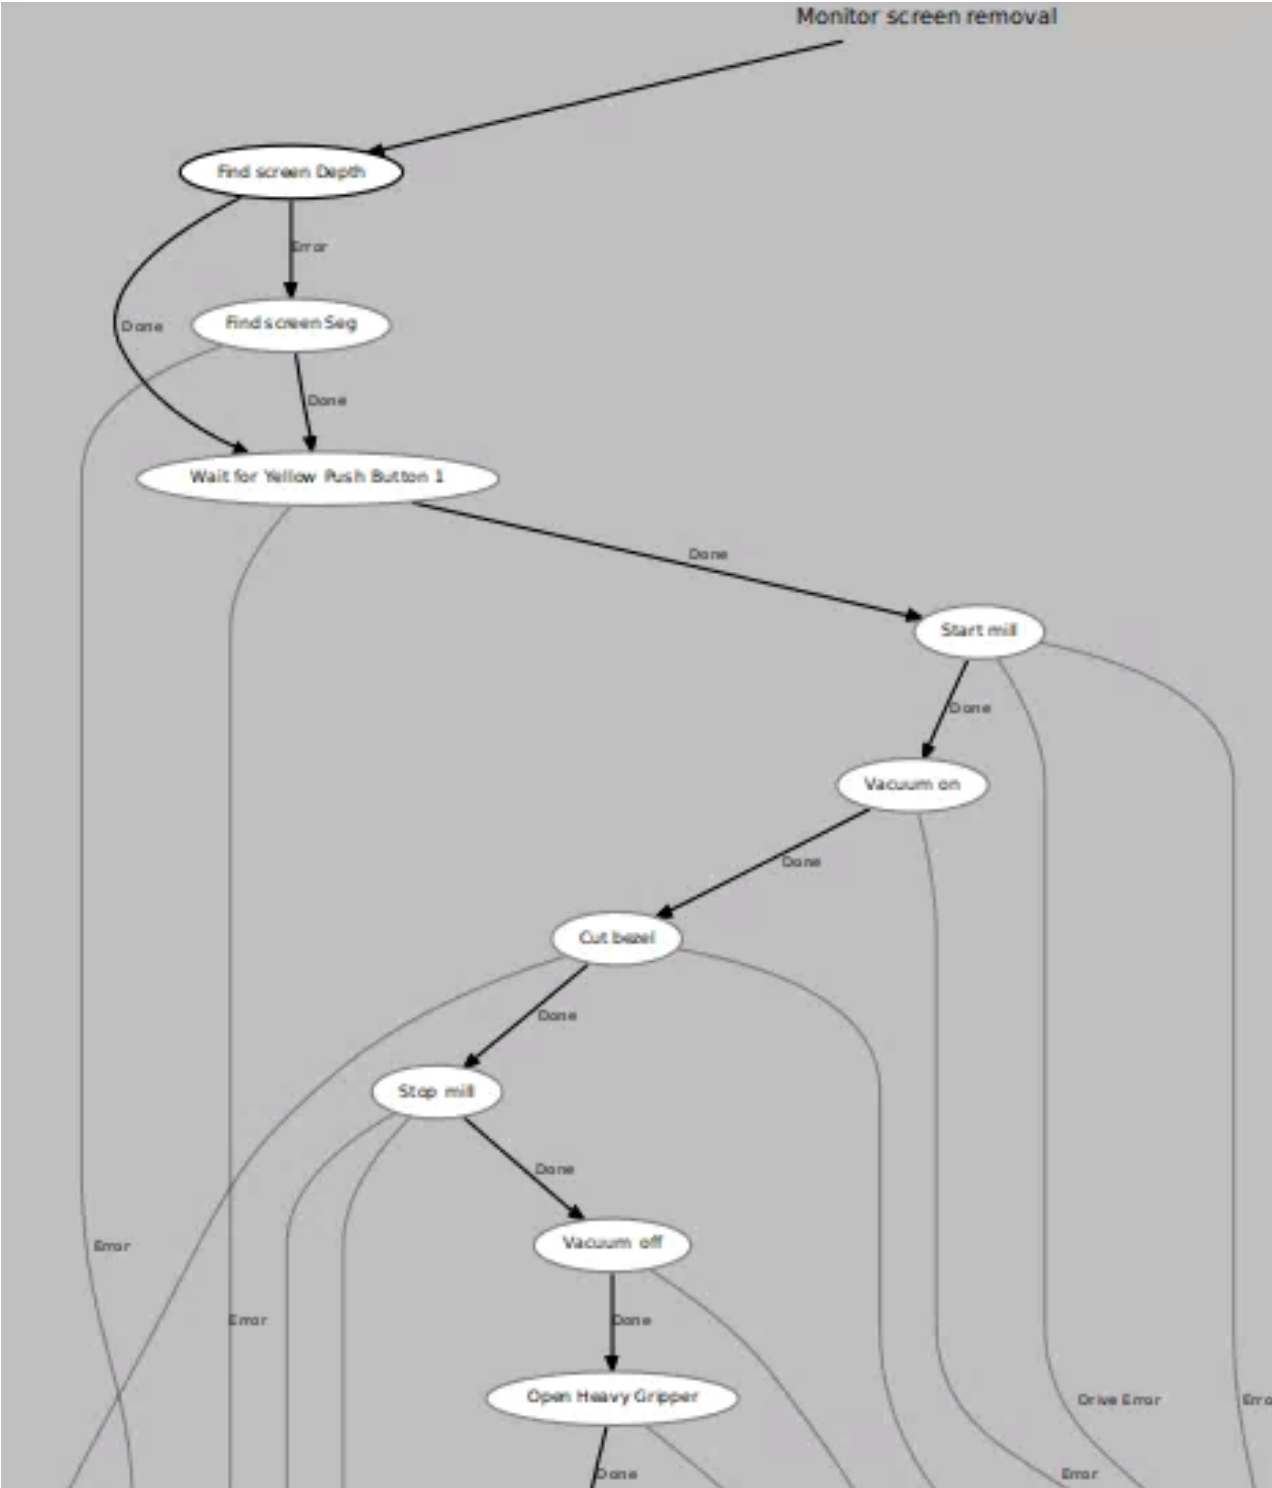 Monitor screen removal
Find screen Depth
Error
Find screen Seg
Done
Done
Wait for Yellow Push Button 1
Done
Start mill
Done
Vacuum on
Done
Cut bezel
Done
Stop mill
Done
Vacuum off
Error
Error
Done
Open Heavy Gripper
Drive Error
Erro
Done
Error